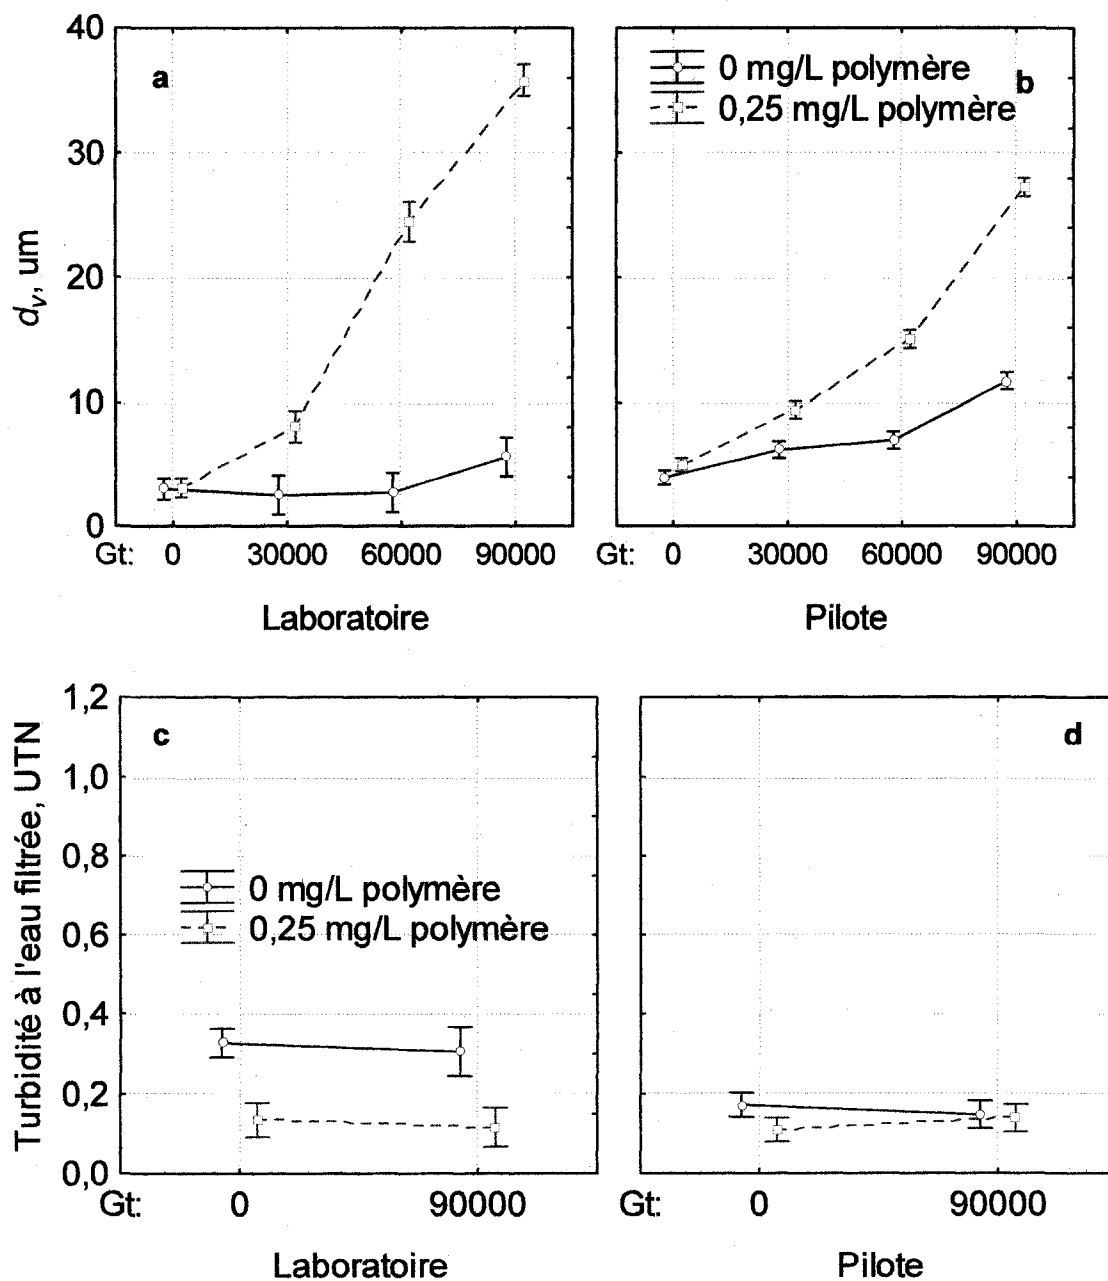 40
30
20
10
0
d_v, um
a
Gt: 0 30000 60000 90000
Laboratoire
0 mg/L polymère
0,25 mg/L polymère
b
Gt: 0 30000 60000 90000
Pilote
1,2
1,0
0,8
0,6
0,4
0,2
0,0
Turbidité à l'eau filtrée, UTN
c
0 mg/L polymère
0,25 mg/L polymère
Gt: 0 90000
Laboratoire
d
Gt: 0 90000
Pilote